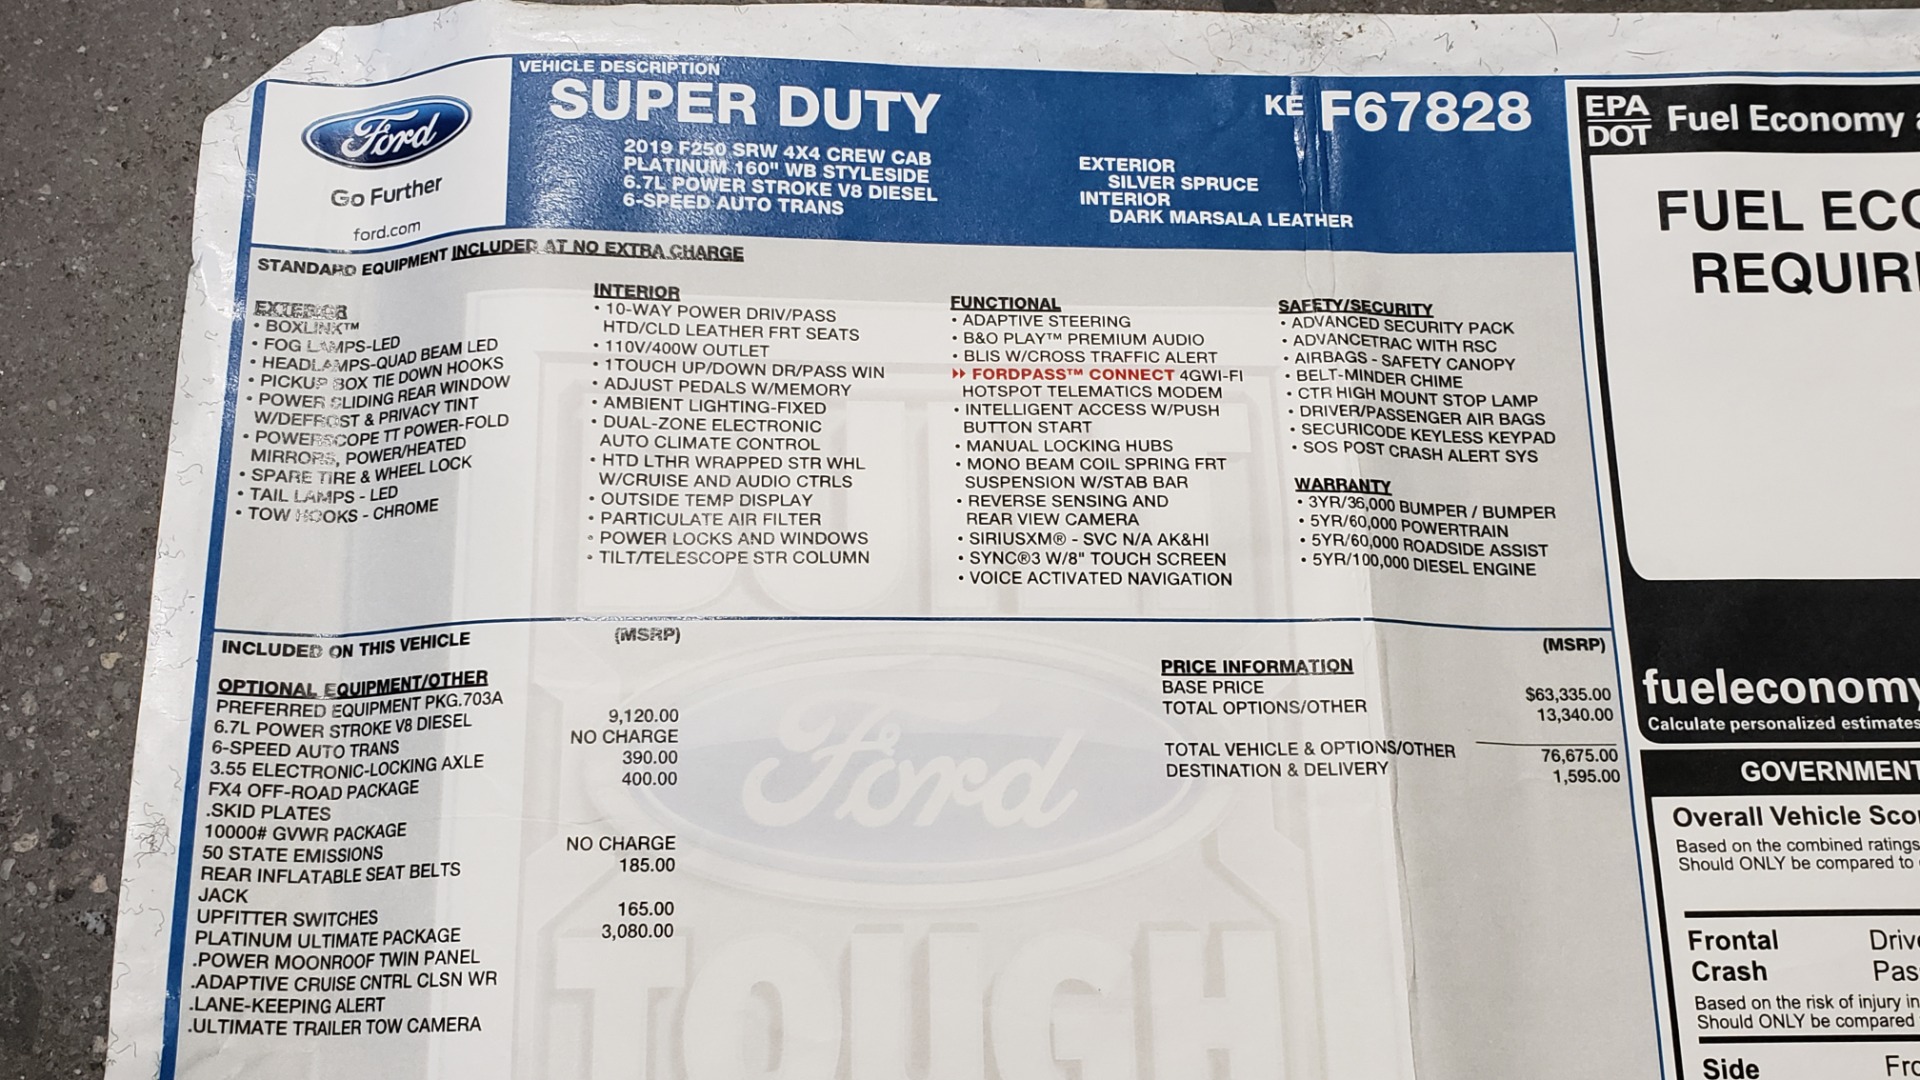 VEHICLE DESCRIPTION
SUPER DUTY
KE F67828
Ford
Go Further
ford.com
2019 F250 SRW 4X4 CREW CAB
PLATINUM 160" WB STYLESIDE
6.7L POWER STROKE V8 DIESEL
6-SPEED AUTO TRANS
EXTERIOR
SILVER SPRUCE
INTERIOR
DARK MARSALA LEATHER
STANDARD EQUIPMENT INCLUDED AT NO EXTRA CHARGE
EXTERIOR
• BOXLINK™
• FOG LAMPS-LED
• HEADLAMPS-QUAD BEAM LED
• PICKUP BOX TIE DOWN HOOKS
• POWER SLIDING REAR WINDOW
W/DEFROST & PRIVACY TINT
• POWERSCOPE TT POWER-FOLD
MIRRORS, POWER/HEATED
• SPARE TIRE & WHEEL LOCK
• TAIL LAMPS - LED
• TOW HOOKS - CHROME
INTERIOR
• 10-WAY POWER DRIV/PASS
HTD/CLD LEATHER FRT SEATS
• 110V/400W OUTLET
• 1TOUCH UP/DOWN DR/PASS WIN
• ADJUST PEDALS W/MEMORY
• AMBIENT LIGHTING-FIXED
• DUAL-ZONE ELECTRONIC
AUTO CLIMATE CONTROL
• HTD LTHR WRAPPED STR WHL
W/CRUISE AND AUDIO CTRLS
• OUTSIDE TEMP DISPLAY
• PARTICULATE AIR FILTER
• POWER LOCKS AND WINDOWS
• TILT/TELESCOPE STR COLUMN
FUNCTIONAL
• ADAPTIVE STEERING
• B&O PLAY™ PREMIUM AUDIO
• BLIS W/CROSS TRAFFIC ALERT
FORDPASS™ CONNECT 4GWI-FI
HOTSPOT TELEMATICS MODEM
• INTELLIGENT ACCESS W/PUSH
BUTTON START
• MANUAL LOCKING HUBS
• MONO BEAM COIL SPRING FRT
SUSPENSION W/STAB BAR
• REVERSE SENSING AND
REAR VIEW CAMERA
• SIRIUSXM® - SVC N/A AK&HI
• SYNC®3 W/8" TOUCH SCREEN
• VOICE ACTIVATED NAVIGATION
SAFETY/SECURITY
• ADVANCED SECURITY PACK
• ADVANCETRAC WITH RSC
• AIRBAGS - SAFETY CANOPY
• BELT-MINDER CHIME
• CTR HIGH MOUNT STOP LAMP
• DRIVER/PASSENGER AIR BAGS
• SECURICODE KEYLESS KEYPAD
• SOS POST CRASH ALERT SYS
WARRANTY
• 3YR/36,000 BUMPER / BUMPER
• 5YR/60,000 POWERTRAIN
• 5YR/60,000 ROADSIDE ASSIST
• 5YR/100,000 DIESEL ENGINE
INCLUDED ON THIS VEHICLE (MSRP)
OPTIONAL EQUIPMENT/OTHER
PREFERRED EQUIPMENT PKG.703A 9,120.00
6.7L POWER STROKE V8 DIESEL
6-SPEED AUTO TRANS NO CHARGE
3.55 ELECTRONIC-LOCKING AXLE 390.00
FX4 OFF-ROAD PACKAGE 400.00
.SKID PLATES
10000# GVWR PACKAGE
50 STATE EMISSIONS NO CHARGE
REAR INFLATABLE SEAT BELTS 185.00
JACK
UPFITTER SWITCHES 165.00
PLATINUM ULTIMATE PACKAGE 3,080.00
.POWER MOONROOF TWIN PANEL
.ADAPTIVE CRUISE CNTRL CLSN WR
.LANE-KEEPING ALERT
.ULTIMATE TRAILER TOW CAMERA
(MSRP)
PRICE INFORMATION
BASE PRICE $63,335.00
TOTAL OPTIONS/OTHER 13,340.00
TOTAL VEHICLE & OPTIONS/OTHER 76,675.00
DESTINATION & DELIVERY 1,595.00
Ford
TOUGH
EPA
DOT
Fuel Economy
FUEL ECO
REQUIR
fueleconomy
Calculate personalized estimates
GOVERNMENT
Overall Vehicle Sco
Based on the combined ratings
Should ONLY be compared to
Frontal Driv
Crash Pas
Based on the risk of injury in
Should ONLY be compared
Side Fro